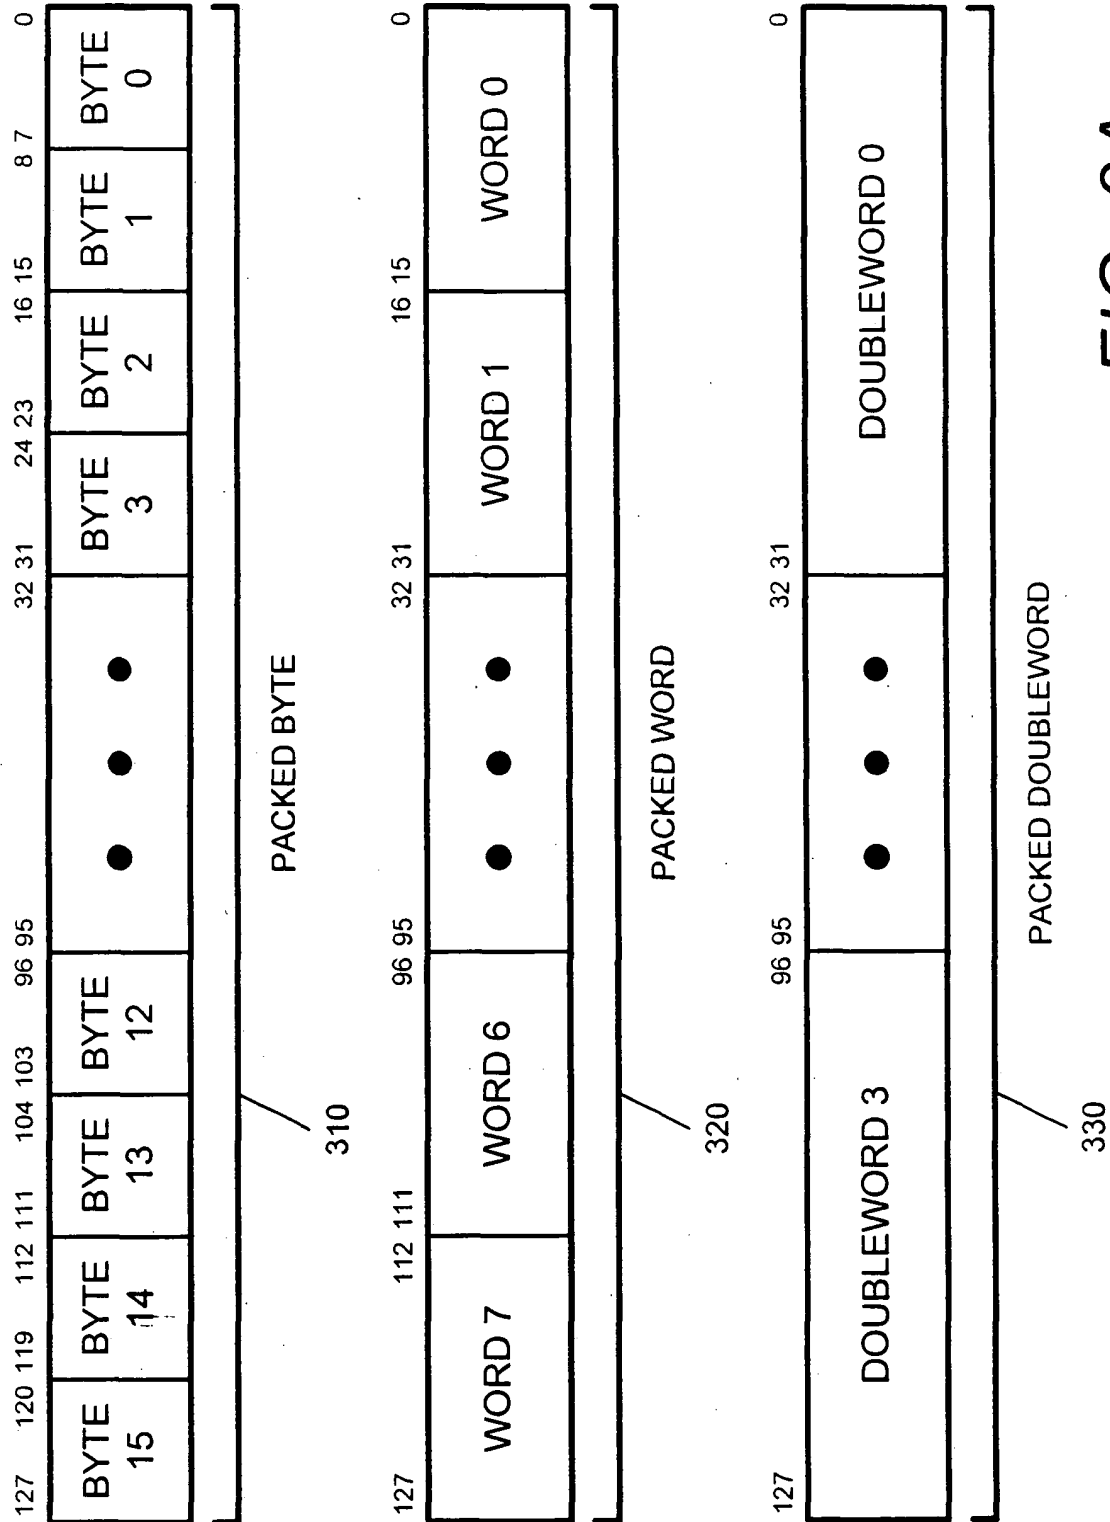 127 120 119 112 111 104 103 96 95 32 31 24 23 16 15 8 7 0
BYTE 15 BYTE 14 BYTE 13 BYTE 12 BYTE 3 BYTE 2 BYTE 1 BYTE 0
310
PACKED BYTE
127 112 111 96 95 32 31 16 15 0
WORD 7 WORD 6 WORD 1 WORD 0
320
PACKED WORD
127 96 95 32 31 0
DOUBLEWORD 3 DOUBLEWORD 0
330
PACKED DOUBLEWORD
FIG.